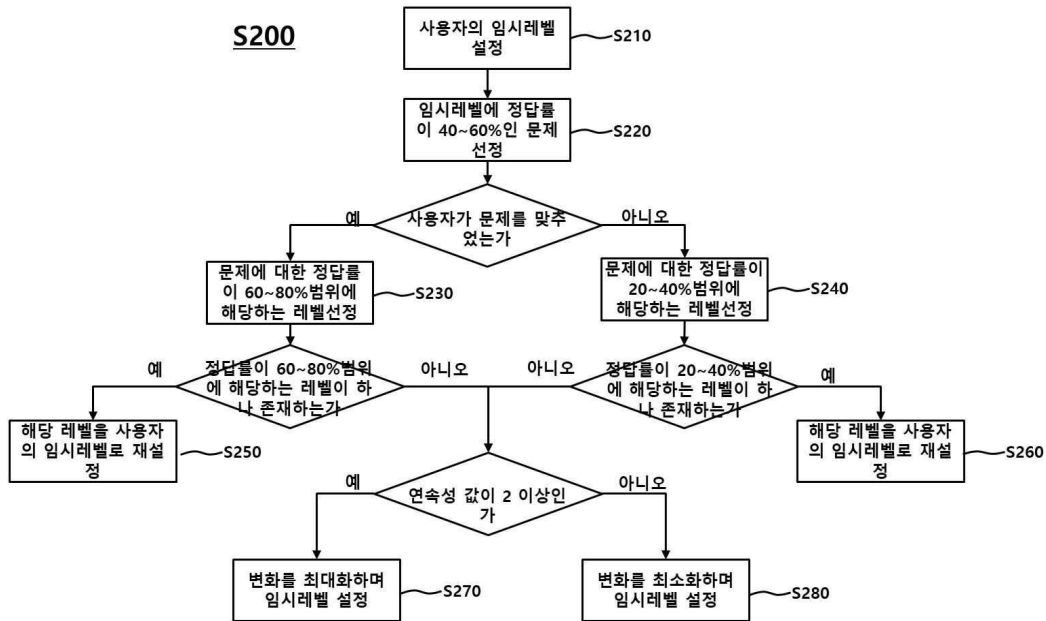 S200
사용자의 임시레벨
설정
S210
임시레벨에 정답률
이 40~60%인 문제
선정
S220
예
사용자가 문제를 맞추
었는가
아니오
문제에 대한 정답률
이 60~80%범위에
해당하는 레벨선정
S230
문제에 대한 정답률이
20~40%범위에
해당하는 레벨선정
S240
예
정답률이 60~80%범위
에 해당하는 레벨이 하
나 존재하는가
아니오
아니오
정답률이 20~40%범위
에 해당하는 레벨이 하
나 존재하는가
예
해당 레벨을 사용자
의 임시레벨로 재설
정
S250
해당 레벨을 사용자
의 임시레벨로 재설
정
S260
예
연속성 값이 2 이상인
가
아니오
변화를 최대화하며
임시레벨 설정
S270
변화를 최소화하며
임시레벨 설정
S280